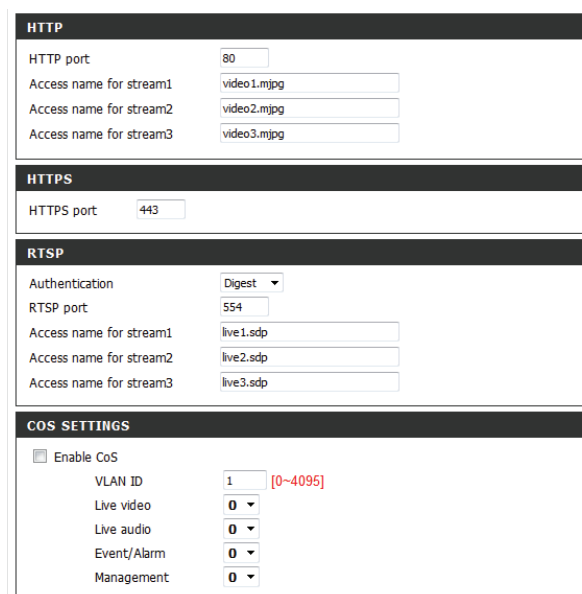 HTTP
HTTP port 80
Access name for stream1 video1.mjpg
Access name for stream2 video2.mjpg
Access name for stream3 video3.mjpg
HTTPS
HTTPS port 443
RTSP
Authentication Digest
RTSP port 554
Access name for stream1 live1.sdp
Access name for stream2 live2.sdp
Access name for stream3 live3.sdp
COS SETTINGS
Enable CoS
VLAN ID 1 [0~4095]
Live video 0
Live audio 0
Event/Alarm 0
Management 0